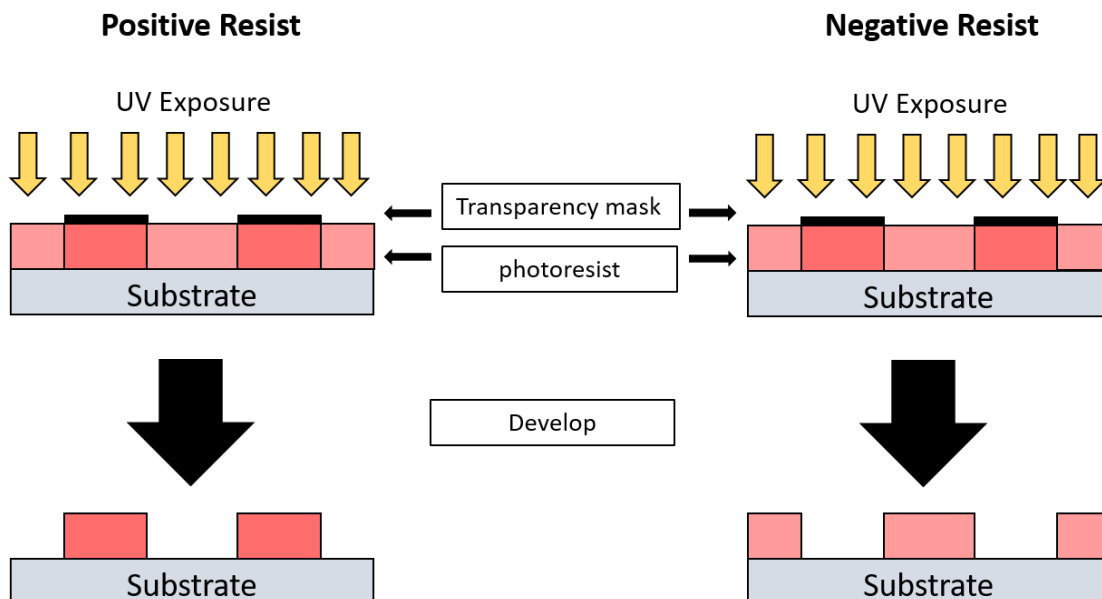 Positive Resist
Negative Resist
UV Exposure
UV Exposure
Transparency mask
photoresist
Substrate
Substrate
Develop
Substrate
Substrate